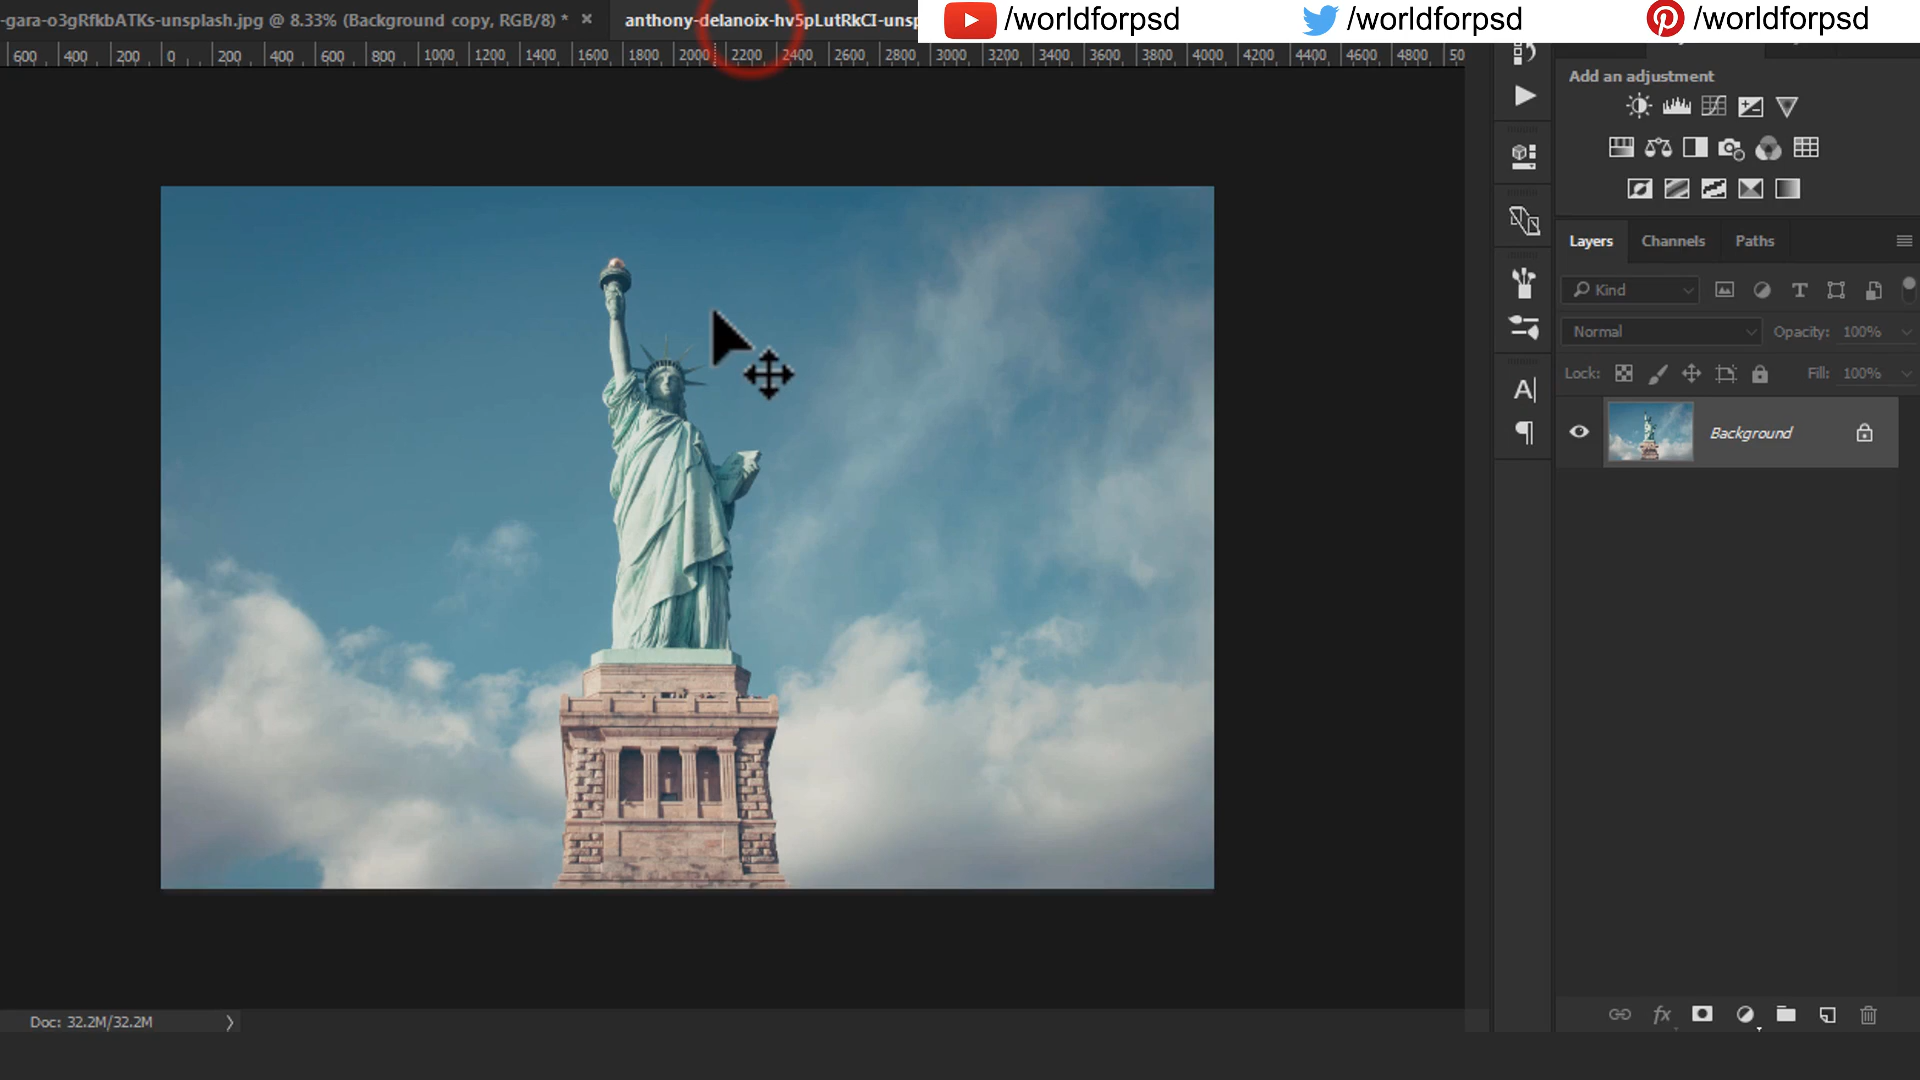 -gara-o3gRfkbATKs-unsplash.jpg @ 8.33% (Background copy, RGB/8) * ×
anthony-delanoix-hv5pLutRkCI-unsp
/worldforpsd /worldforpsd /worldforpsd
600 400 200 0 200 400 600 800 1000 1200 1400 1600 1800 2000 2200 2400 2600 2800 3000 3200 3400 3600 3800 4000 4200 4400 4600 4800 50
Add an adjustment
Layers Channels Paths
Kind
Normal Opacity: 100%
Lock: Fill: 100%
Background
Doc: 32.2M/32.2M
fx